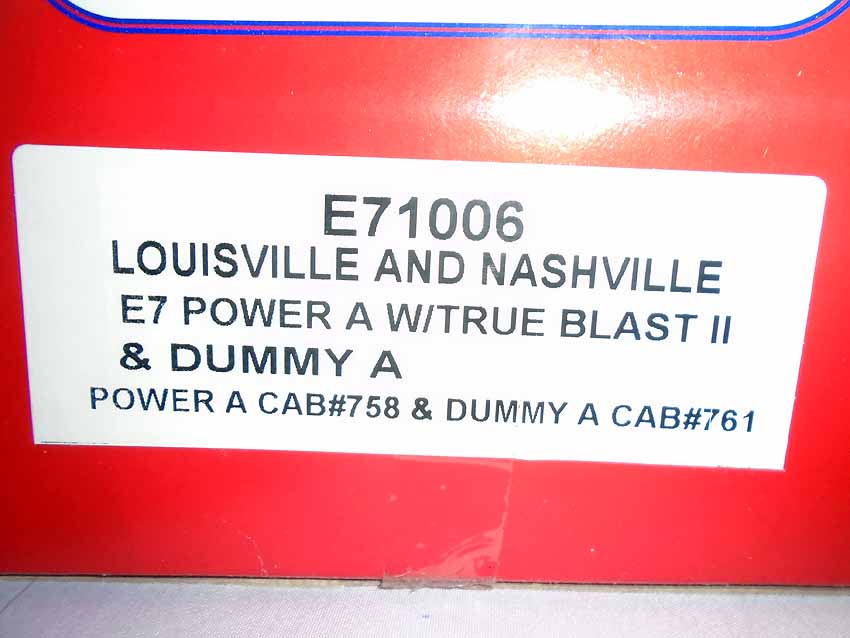 E71006
LOUISVILLE AND NASHVILLE
E7 POWER A W/TRUE BLAST II
& DUMMY A
POWER A CAB#758 & DUMMY A CAB#761